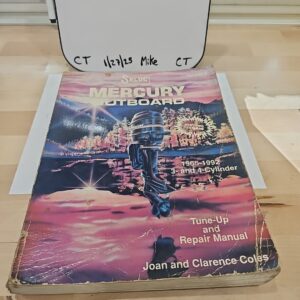 CT 1/27/25 Mike CT
Seloc
MERCURY
OUTBOARD
1965-1992
3- and 4-Cylinder
Tune-Up
and
Repair Manual
Joan and Clarence Coles